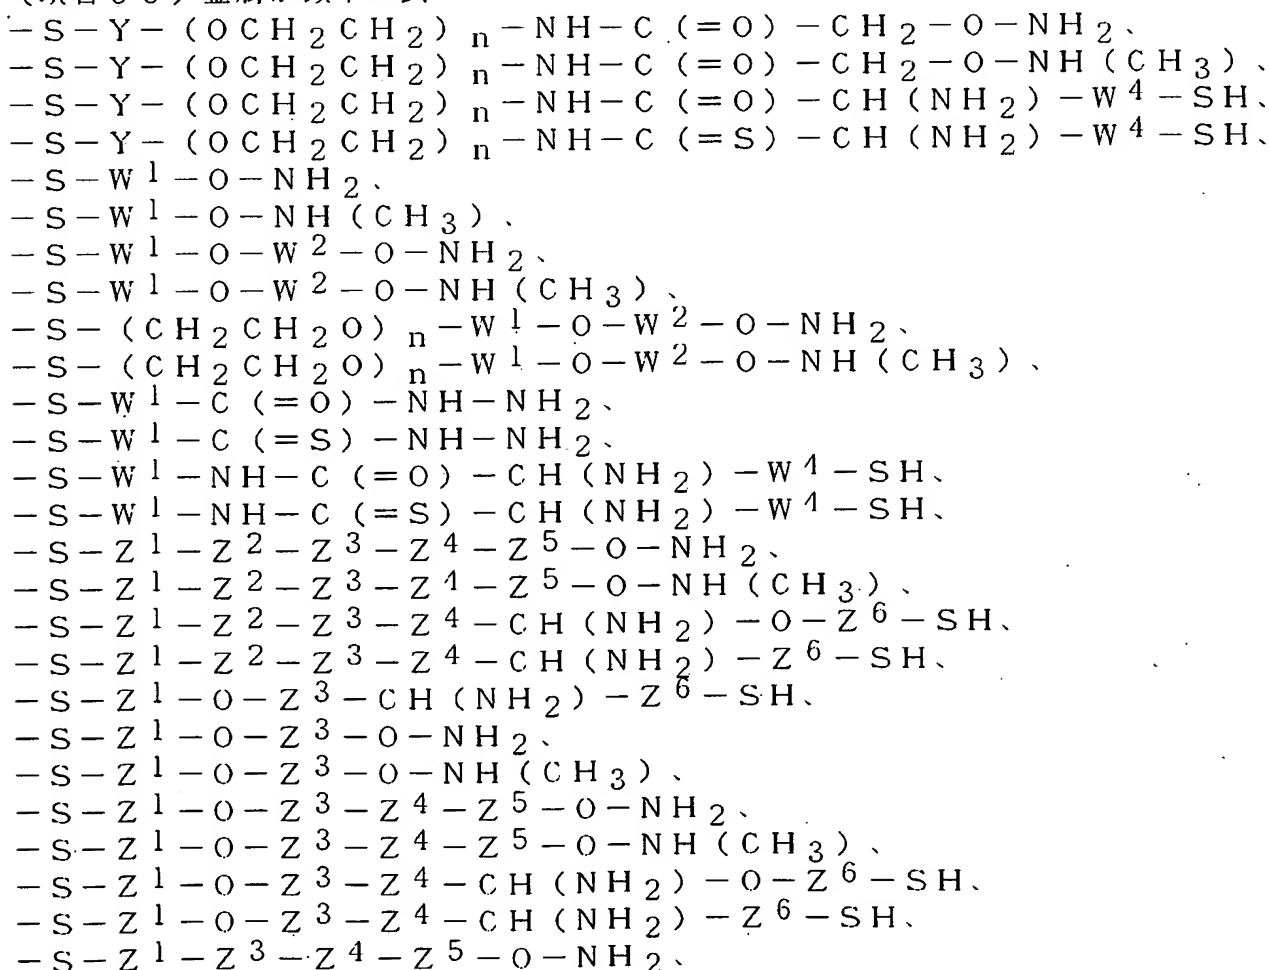 －S－Y－（OCH₂CH₂）ₙ－NH－C（＝O）－CH₂－O－NH₂、
－S－Y－（OCH₂CH₂）ₙ－NH－C（＝O）－CH₂－O－NH（CH₃）、
－S－Y－（OCH₂CH₂）ₙ－NH－C（＝O）－CH（NH₂）－W⁴－SH、
－S－Y－（OCH₂CH₂）ₙ－NH－C（＝S）－CH（NH₂）－W⁴－SH、
－S－W¹－O－NH₂、
－S－W¹－O－NH（CH₃）、
－S－W¹－O－W²－O－NH₂、
－S－W¹－O－W²－O－NH（CH₃）、
－S－（CH₂CH₂O）ₙ－W¹－O－W²－O－NH₂、
－S－（CH₂CH₂O）ₙ－W¹－O－W²－O－NH（CH₃）、
－S－W¹－C（＝O）－NH－NH₂、
－S－W¹－C（＝S）－NH－NH₂、
－S－W¹－NH－C（＝O）－CH（NH₂）－W⁴－SH、
－S－W¹－NH－C（＝S）－CH（NH₂）－W⁴－SH、
－S－Z¹－Z²－Z³－Z⁴－Z⁵－O－NH₂、
－S－Z¹－Z²－Z³－Z⁴－Z⁵－O－NH（CH₃）、
－S－Z¹－Z²－Z³－Z⁴－CH（NH₂）－O－Z⁶－SH、
－S－Z¹－Z²－Z³－Z⁴－CH（NH₂）－Z⁶－SH、
－S－Z¹－O－Z³－CH（NH₂）－Z⁶－SH、
－S－Z¹－O－Z³－O－NH₂、
－S－Z¹－O－Z³－O－NH（CH₃）、
－S－Z¹－O－Z³－Z⁴－Z⁵－O－NH₂、
－S－Z¹－O－Z³－Z⁴－Z⁵－O－NH（CH₃）、
－S－Z¹－O－Z³－Z⁴－CH（NH₂）－O－Z⁶－SH、
－S－Z¹－O－Z³－Z⁴－CH（NH₂）－Z⁶－SH、
－S－Z¹－Z³－Z⁴－Z⁵－O－NH₂、